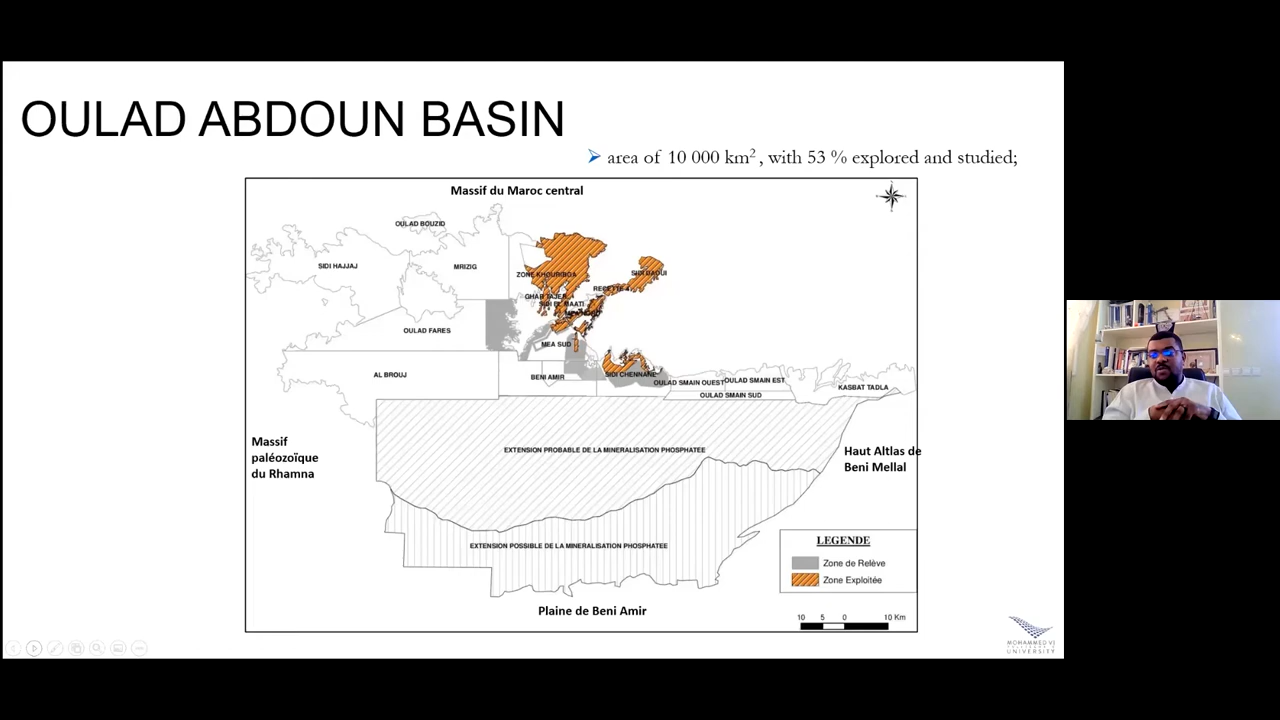 OULAD ABDOUN BASIN
area of 10 000 km², with 53 % explored and studied;
Massif du Maroc central
OULAD BOUZID
SIDI HAJJAJ
MRIZIG
ZONE KHOURIBGA
SIDI DAOUI
RECETTE 4
GHAR TAJER
SIDI EL MAATI
OULAD FARES
MEA SUD
AL BROUJ
BENI AMIR
SIDI CHENNANE
OULAD SMAIN OUEST
OULAD SMAIN EST
OULAD SMAIN SUD
KASBAT TADLA
Massif
paléozoïque
du Rhamna
EXTENSION PROBABLE DE LA MINERALISATION PHOSPHATEE
Haut Altlas de
Beni Mellal
EXTENSION POSSIBLE DE LA MINERALISATION PHOSPHATEE
LEGENDE
Zone de Relève
Zone Exploitée
Plaine de Beni Amir
10 5 0 10 Km
MOHAMMED VI
POLYTECHNIC
UNIVERSITY